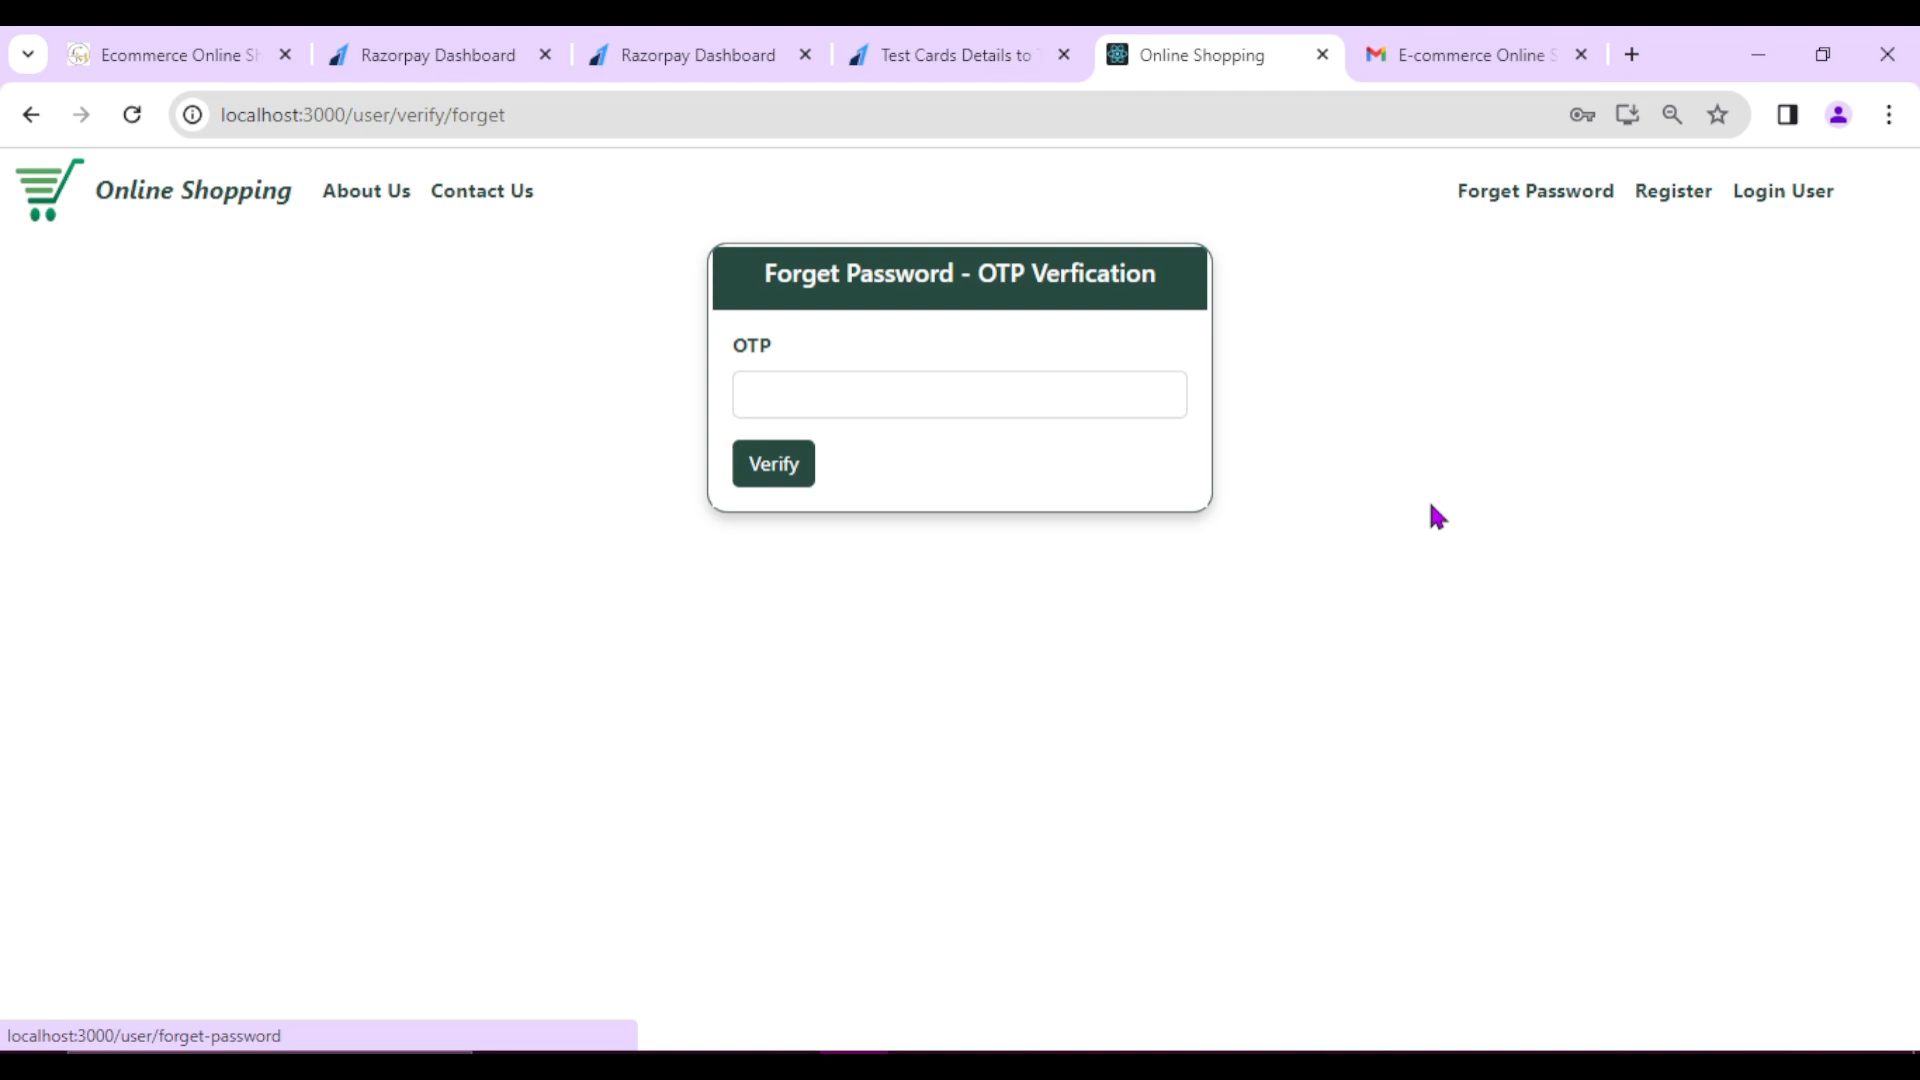 Ecommerce Online Sh
Razorpay Dashboard
Razorpay Dashboard
Test Cards Details to
Online Shopping
E-commerce Online S
localhost:3000/user/verify/forget
Online Shopping
About Us
Contact Us
Forget Password
Register
Login User
Forget Password - OTP Verfication
OTP
Verify
localhost:3000/user/forget-password